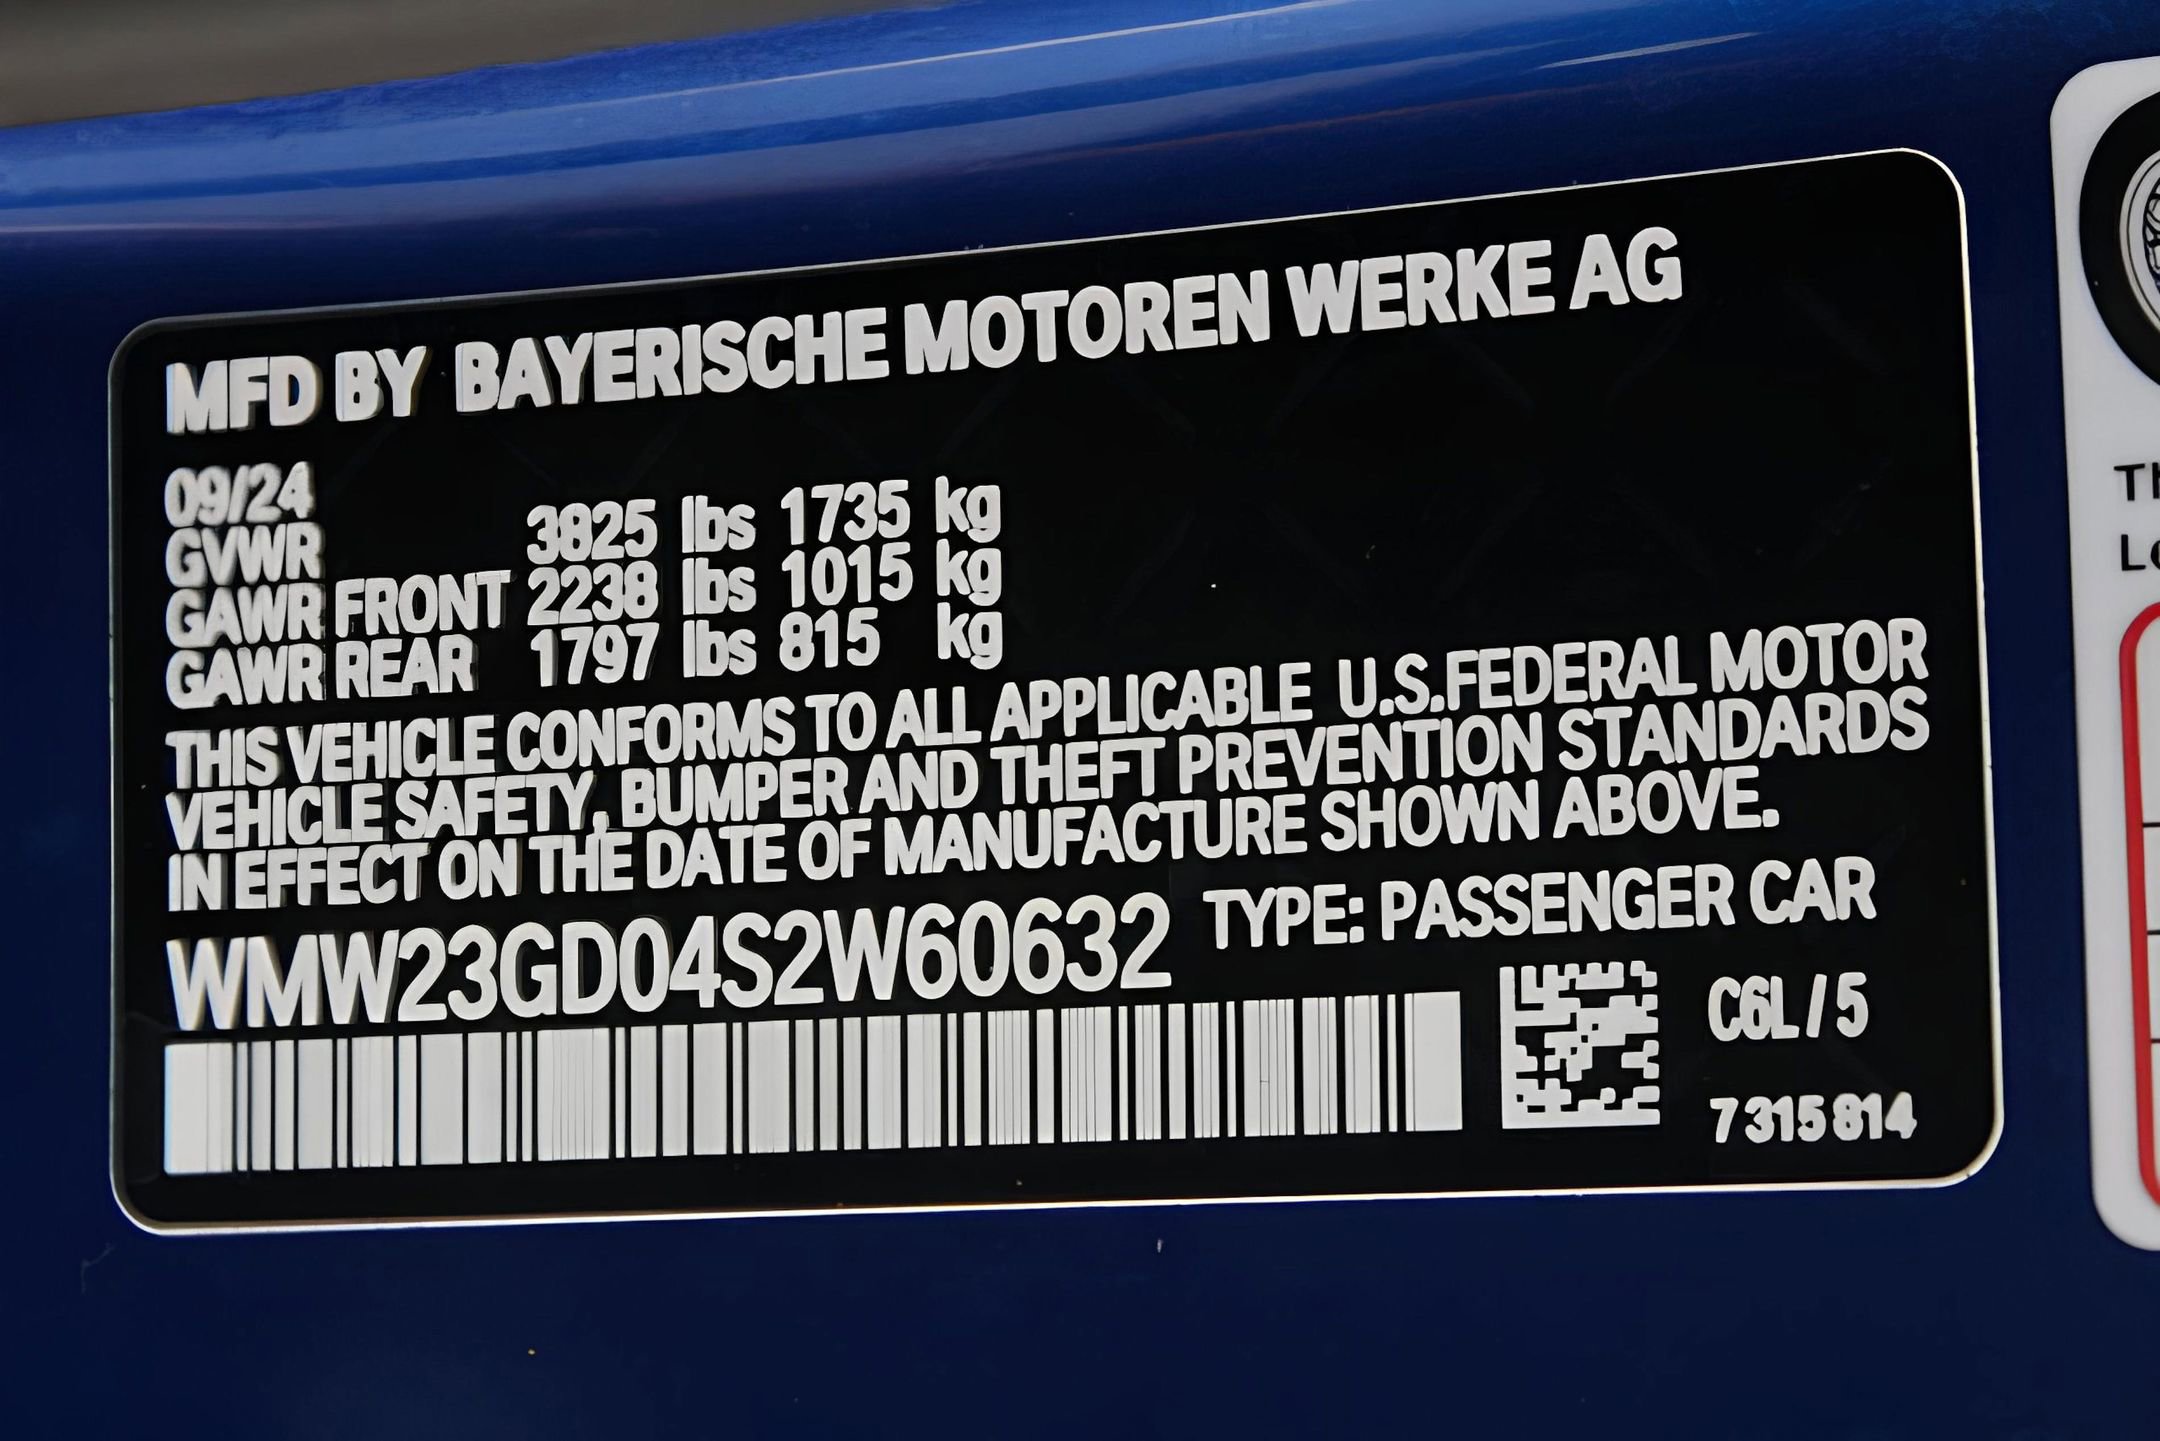 MFD BY BAYERISCHE MOTOREN WERKE AG
09/24
GVWR 3825 lbs 1735 kg
GAWR FRONT 2238 lbs 1015 kg
GAWR REAR 1797 lbs 815 kg
THIS VEHICLE CONFORMS TO ALL APPLICABLE U.S.FEDERAL MOTOR
VEHICLE SAFETY, BUMPER AND THEFT PREVENTION STANDARDS
IN EFFECT ON THE DATE OF MANUFACTURE SHOWN ABOVE.
WMW23GD04S2W60632 TYPE: PASSENGER CAR
C6L/5
7315814